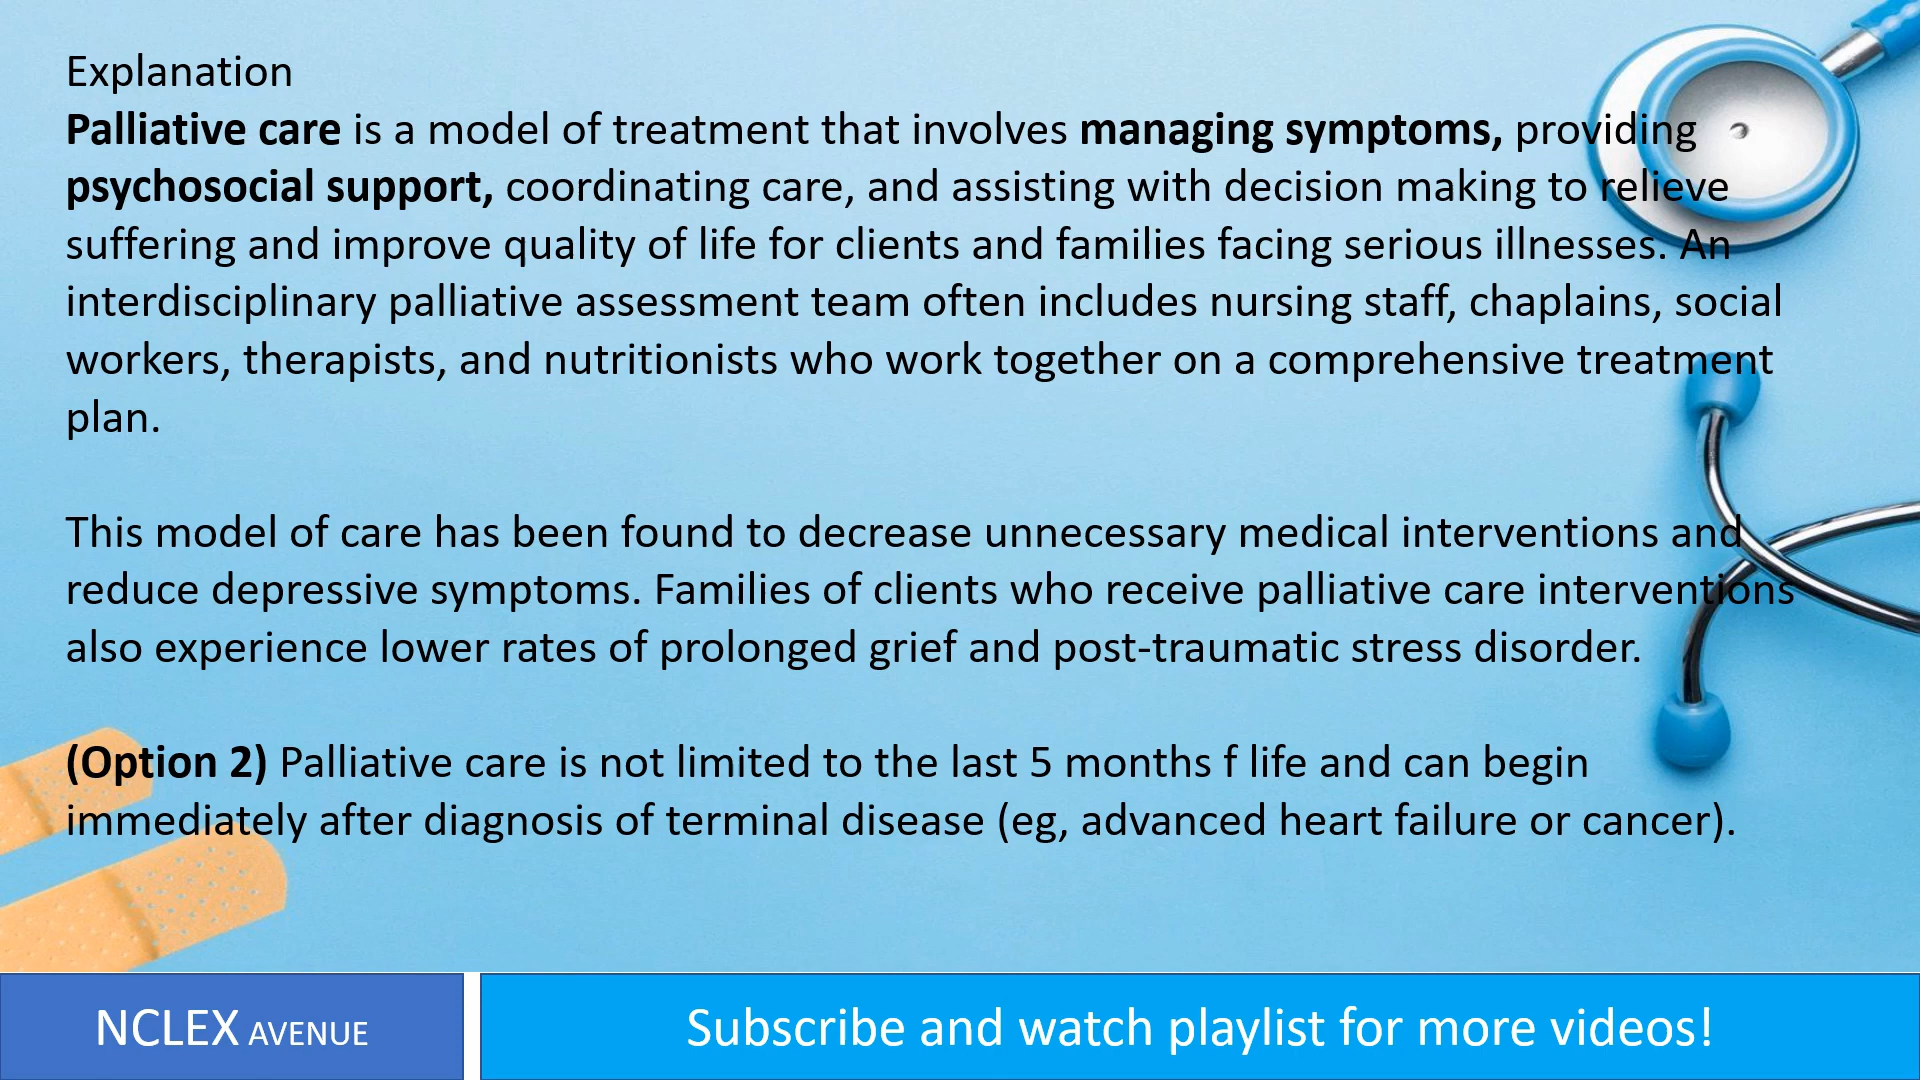 Explanation
Palliative care is a model of treatment that involves managing symptoms, providing
psychosocial support, coordinating care, and assisting with decision making to relieve
suffering and improve quality of life for clients and families facing serious illnesses. An
interdisciplinary palliative assessment team often includes nursing staff, chaplains, social
workers, therapists, and nutritionists who work together on a comprehensive treatment
plan.
This model of care has been found to decrease unnecessary medical interventions and
reduce depressive symptoms. Families of clients who receive palliative care interventions
also experience lower rates of prolonged grief and post-traumatic stress disorder.
(Option 2) Palliative care is not limited to the last 5 months f life and can begin
immediately after diagnosis of terminal disease (eg, advanced heart failure or cancer).
NCLEX AVENUE
Subscribe and watch playlist for more videos!